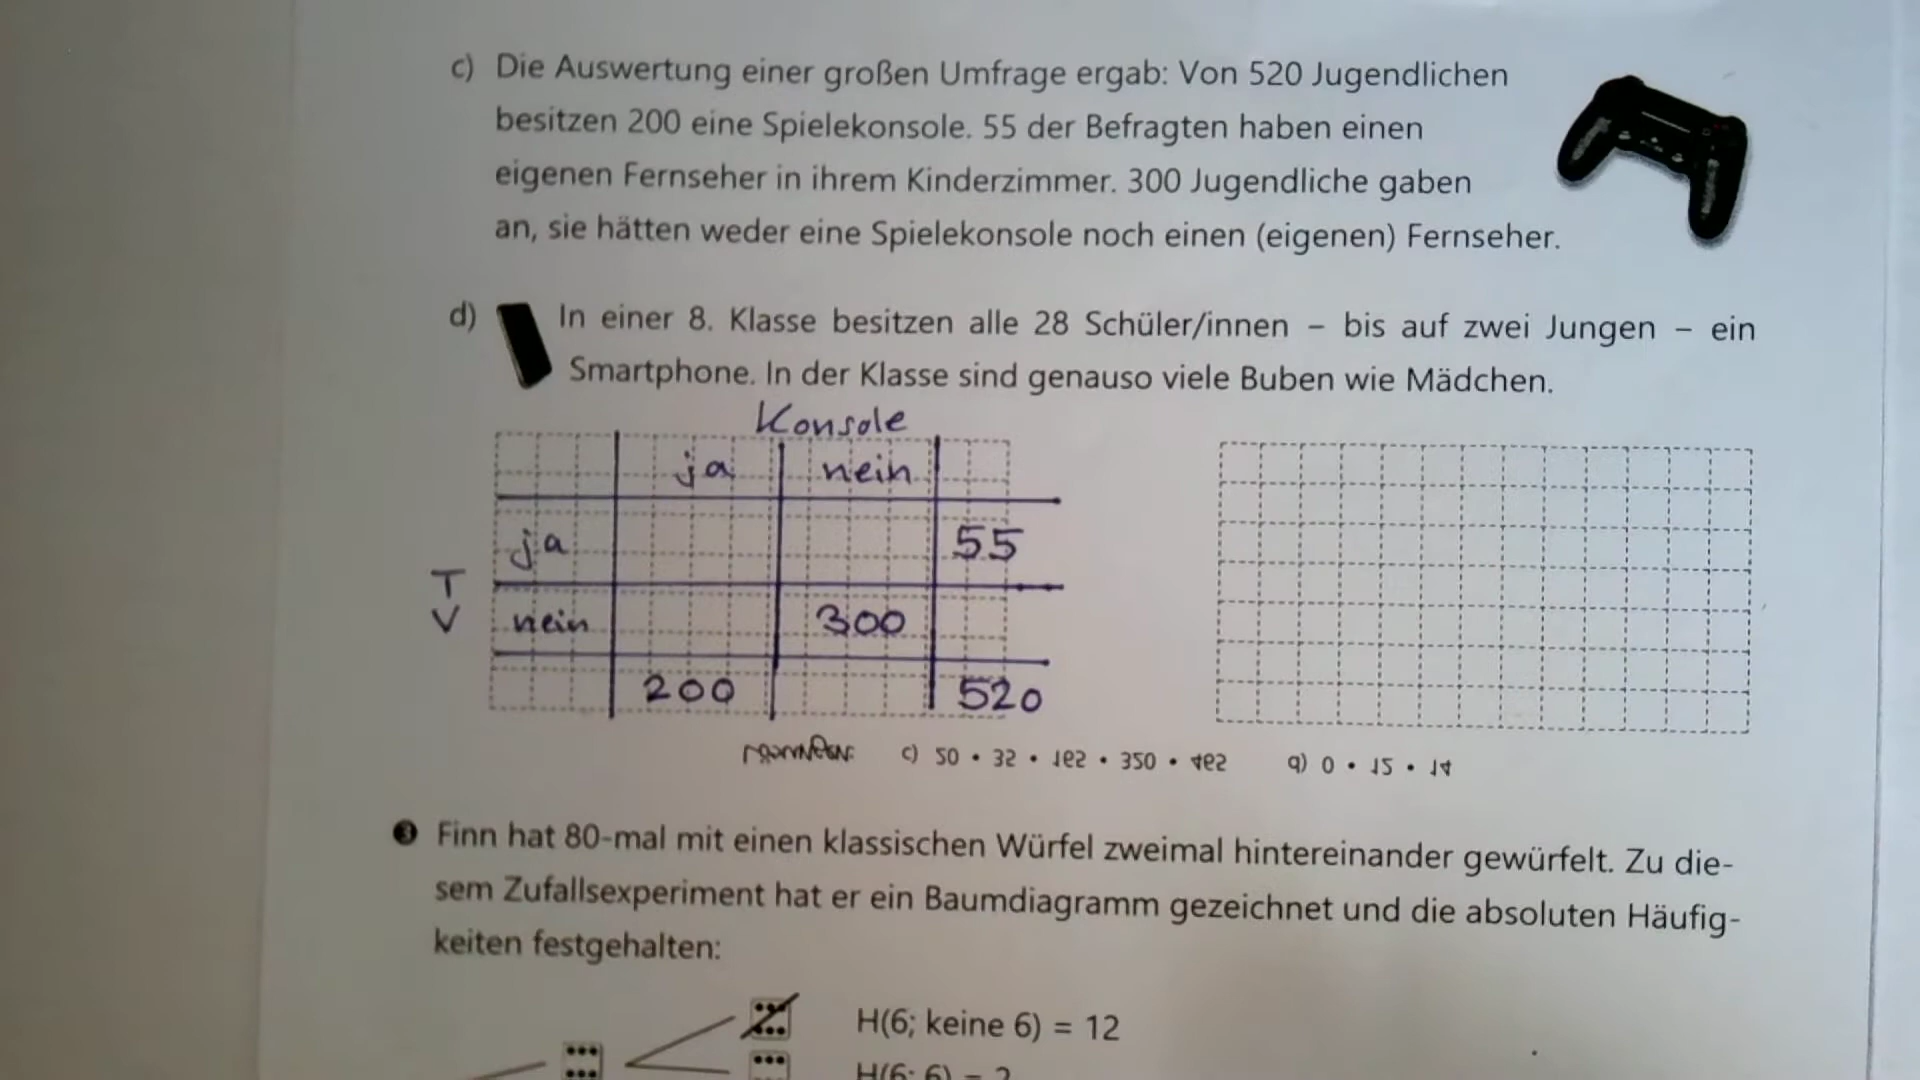 c) Die Auswertung einer großen Umfrage ergab: Von 520 Jugendlichen
besitzen 200 eine Spielekonsole. 55 der Befragten haben einen
eigenen Fernseher in ihrem Kinderzimmer. 300 Jugendliche gaben
an, sie hätten weder eine Spielekonsole noch einen (eigenen) Fernseher.
d) In einer 8. Klasse besitzen alle 28 Schüler/innen – bis auf zwei Jungen – ein
Smartphone. In der Klasse sind genauso viele Buben wie Mädchen.
Konsole
ja nein
ja 55
TV
nein 300
200 520
❸ Finn hat 80-mal mit einen klassischen Würfel zweimal hintereinander gewürfelt. Zu die-
sem Zufallsexperiment hat er ein Baumdiagramm gezeichnet und die absoluten Häufig-
keiten festgehalten:
H(6; keine 6) = 12
H(6; 6) = 2